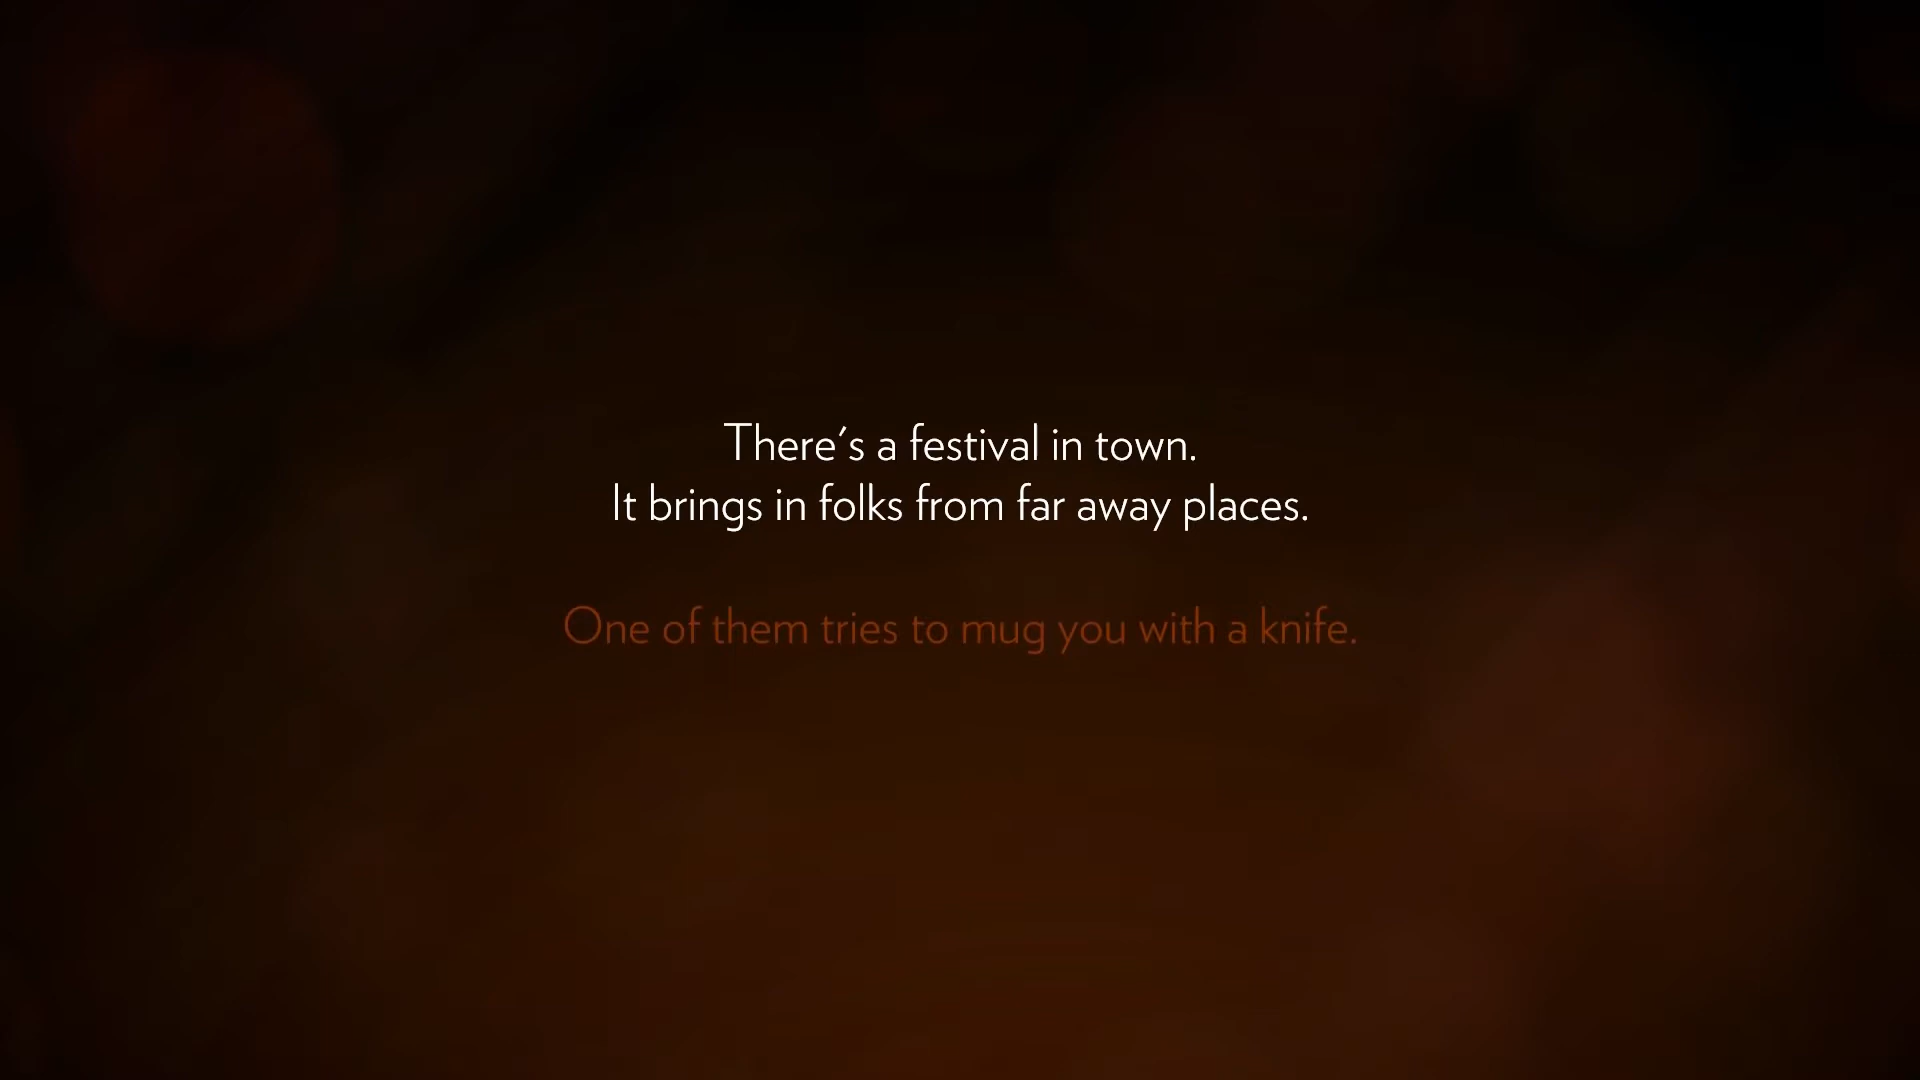 There's a festival in town.
It brings in folks from far away places.
One of them tries to mug you with a knife.